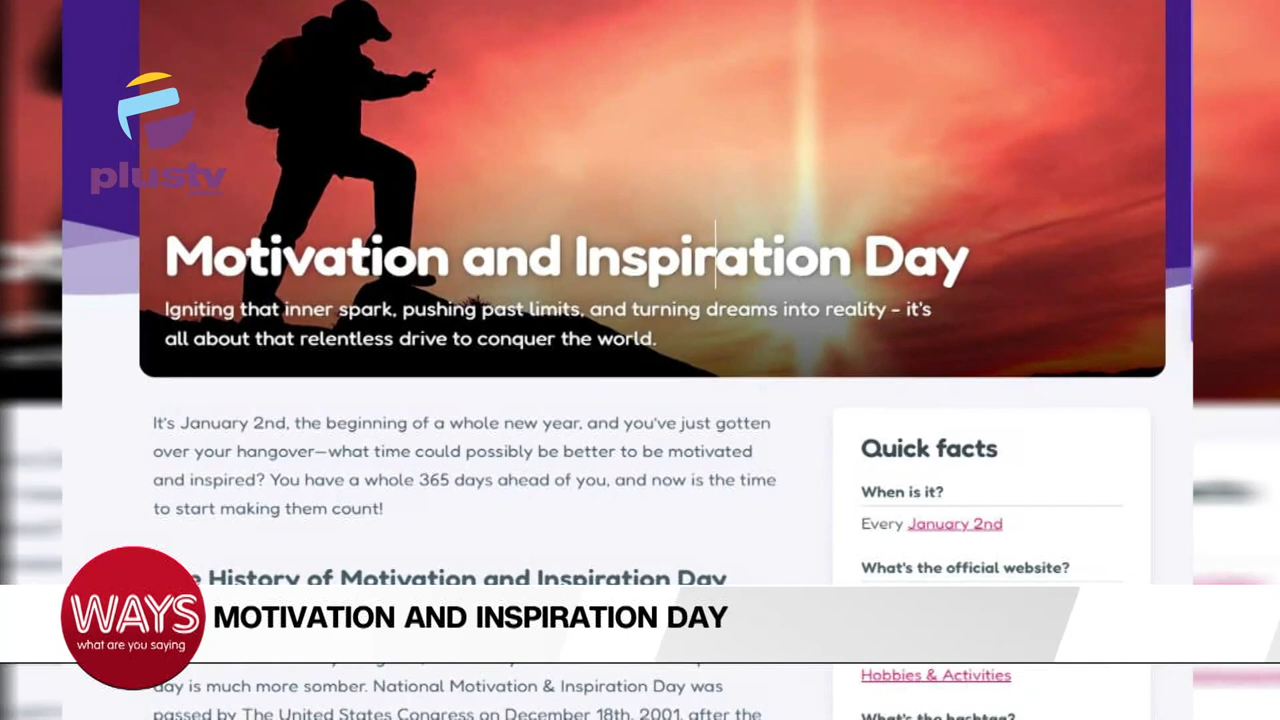 plustv
Motivation and Inspiration Day
Igniting that inner spark, pushing past limits, and turning dreams into reality – it's
all about that relentless drive to conquer the world.
It's January 2nd, the beginning of a whole new year, and you've just gotten
over your hangover—what time could possibly be better to be motivated
and inspired? You have a whole 365 days ahead of you, and now is the time
to start making them count!
Quick facts
When is it?
Every January 2nd
What's the official website?
History of Motivation and Inspiration Day
WAYS
what are you saying
MOTIVATION AND INSPIRATION DAY
Hobbies & Activities
day is much more somber. National Motivation & Inspiration Day was
passed by The United States Congress on December 18th, 2001, after the
What's the hashtag?